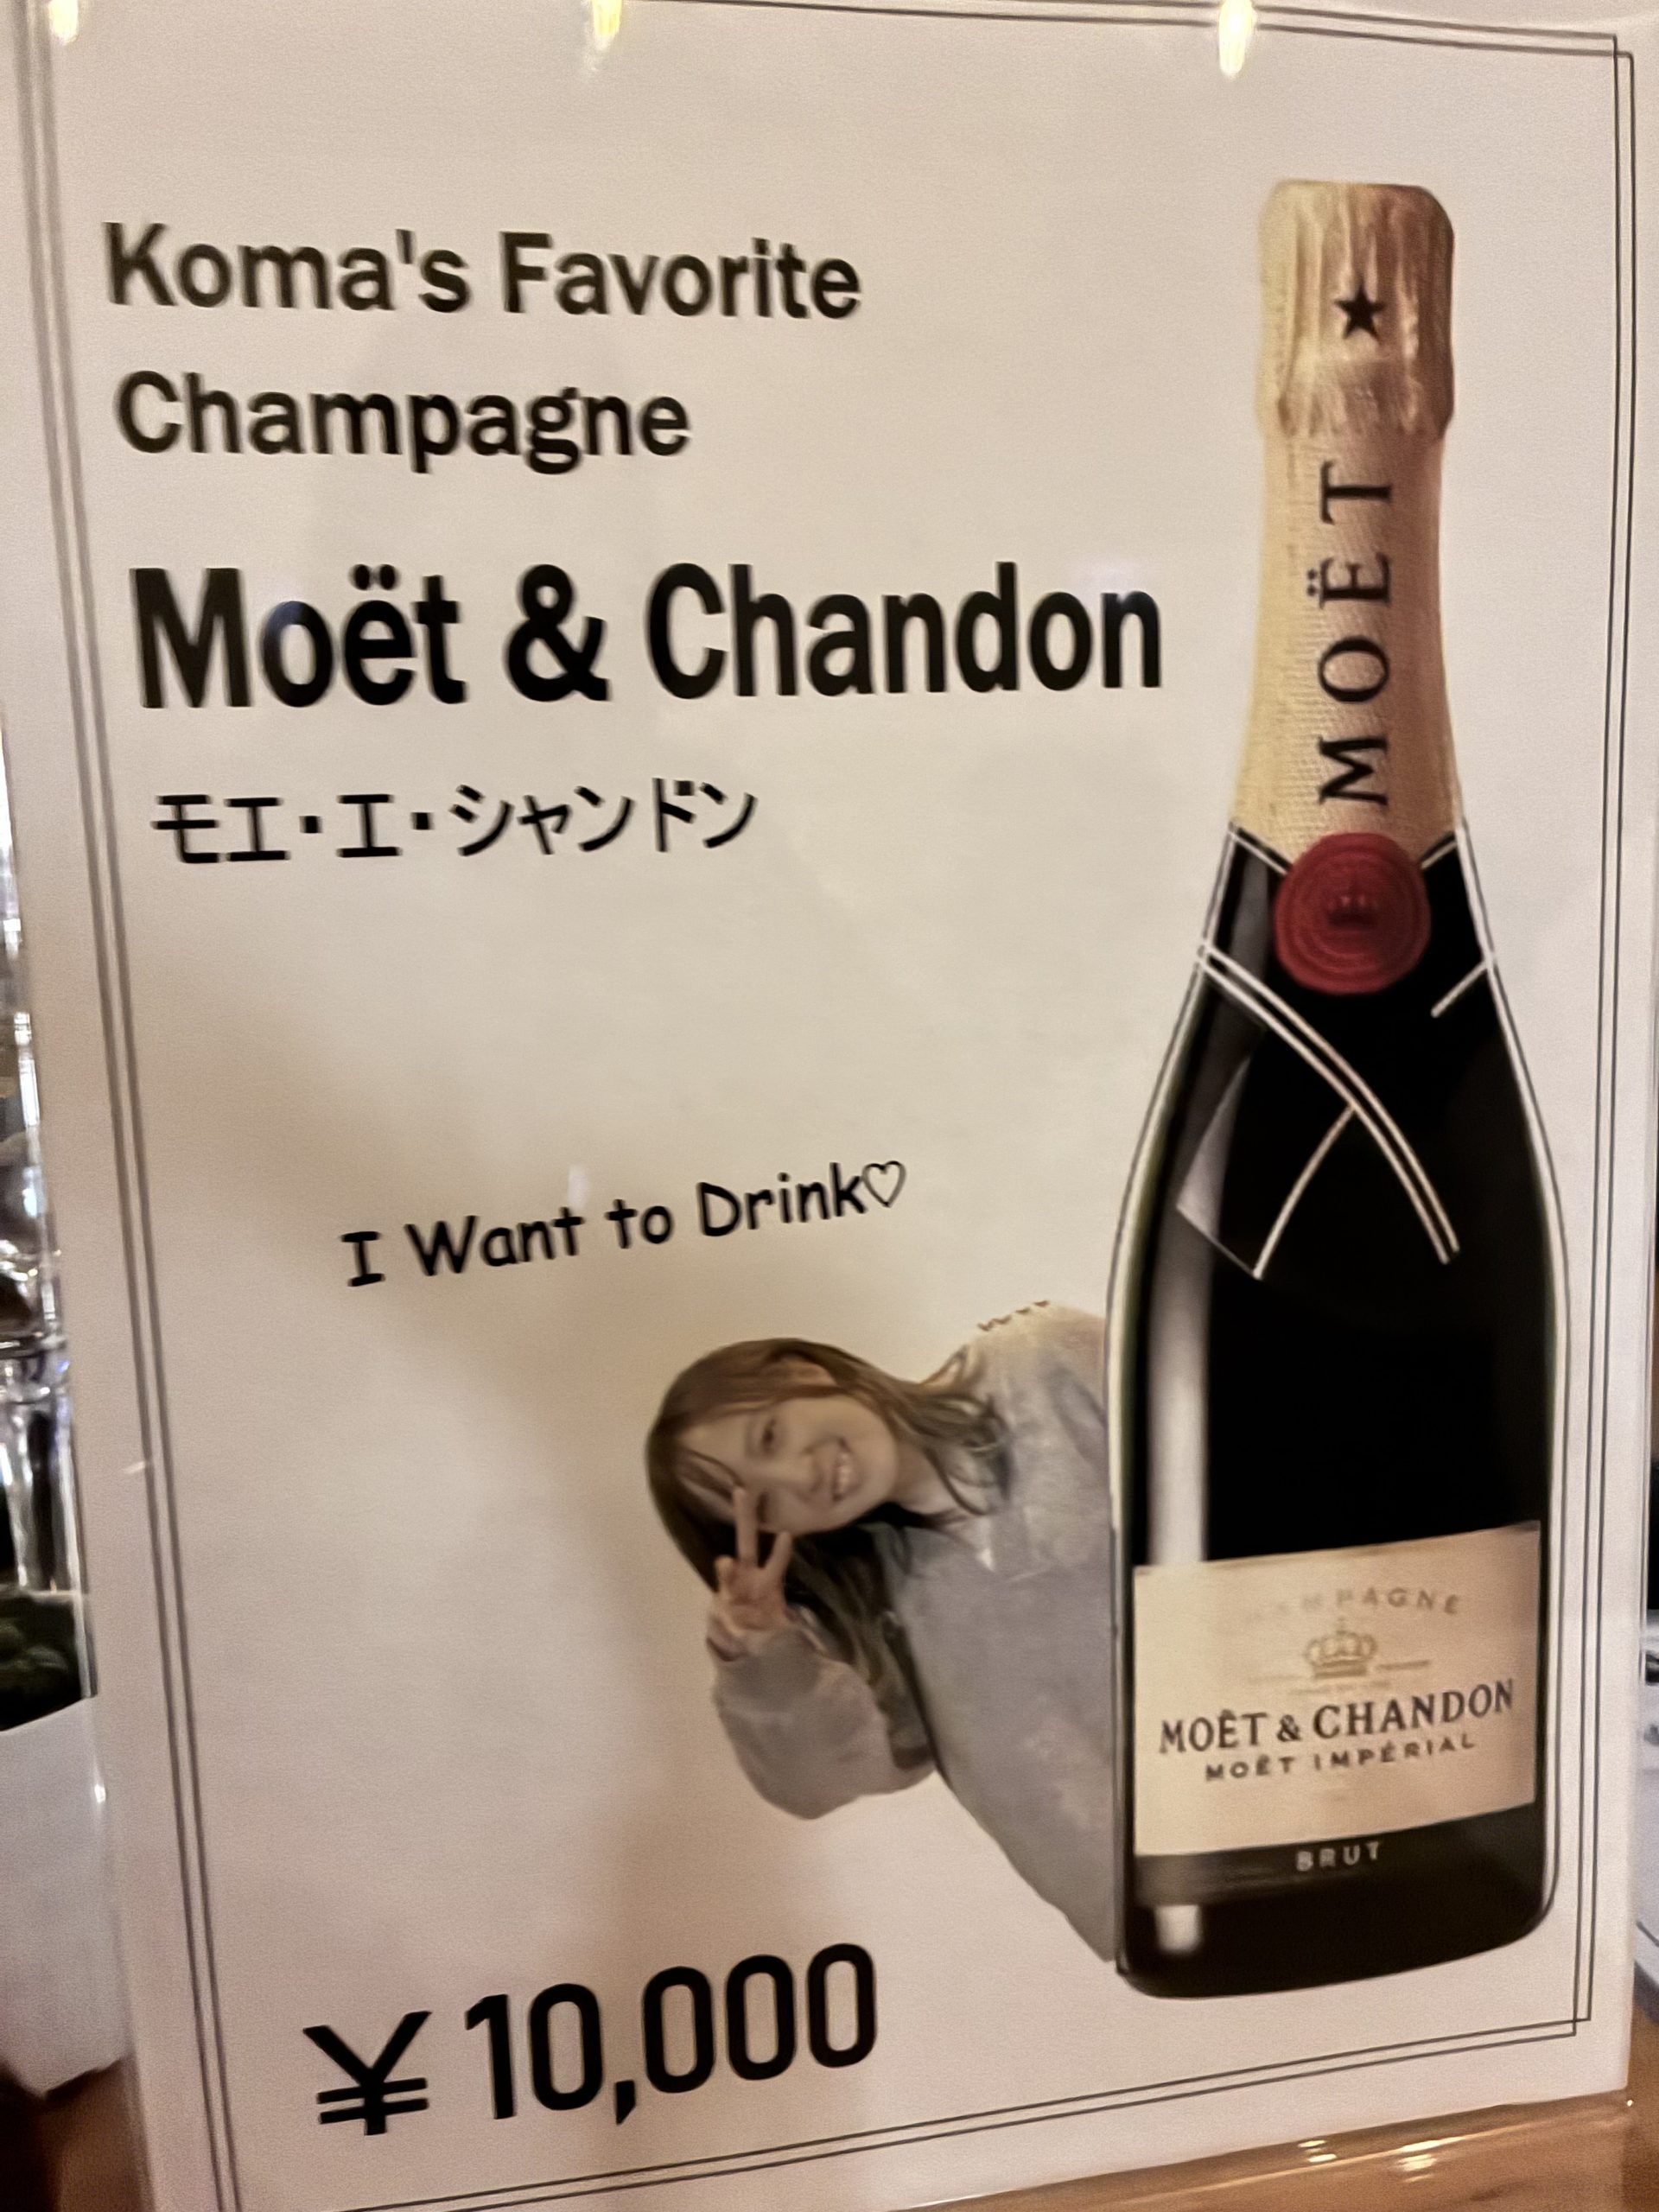 Koma's Favorite
Champagne
Moët & Chandon
モエ・エ・シャンドン
I Want to Drink♡
¥10,000
MOËT
CHAMPAGNE
MOËT & CHANDON
MOËT IMPÉRIAL
BRUT